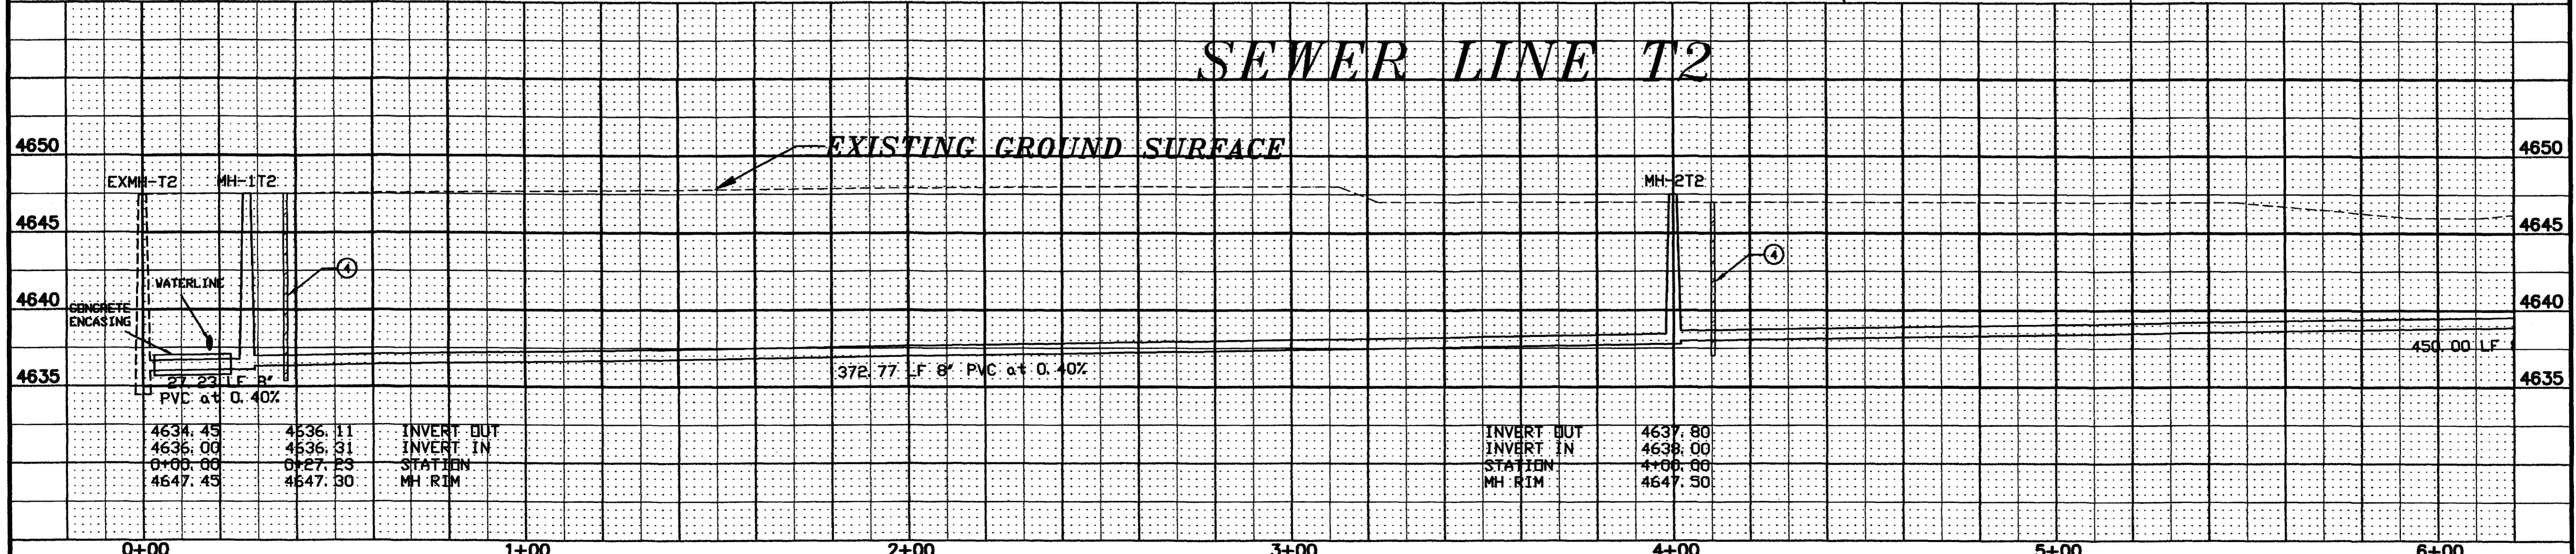 SEWER LINE T2
EXISTING GROUND SURFACE
4650
4650
EXMH-T2
MH-1T2
MH-2T2
4645
4645
4
4
WATERLINE
4640
4640
CONCRETE
ENCASING
450.00 LF
4635
4635
27.23 LF 8"
PVC at 0.40%
372.77 LF 8" PVC at 0.40%
4634.45 4636.11 INVERT OUT
4636.00 4636.31 INVERT IN
0+00.00 0+27.23 STATION
4647.45 4647.30 MH RIM
INVERT OUT 4637.80
INVERT IN 4638.00
STATION 4+00.00
MH RIM 4647.50
0+00 1+00 2+00 3+00 4+00 5+00 6+00